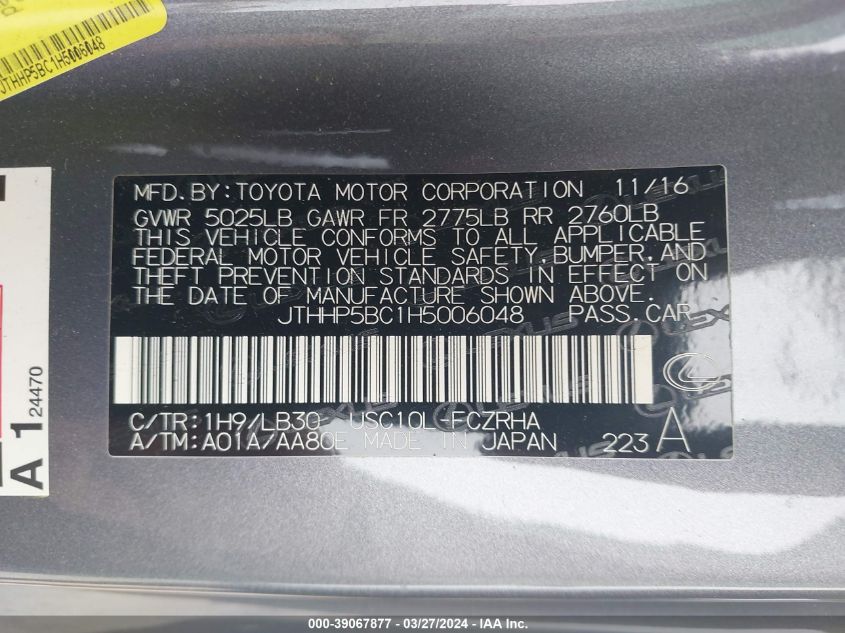 JTHHP5BC1H5006048
MFD.BY:TOYOTA MOTOR CORPORATION 11/16
GVWR 5025LB GAWR FR 2775LB RR 2760LB
THIS VEHICLE CONFORMS TO ALL APPLICABLE
FEDERAL MOTOR VEHICLE SAFETY,BUMPER,AND
THEFT PREVENTION STANDARDS IN EFFECT ON
THE DATE OF MANUFACTURE SHOWN ABOVE.
JTHHP5BC1H5006048 PASS.CAR
C/TR:1H9/LB30 USC10L-FCZRHA
A/TM:A01A/AA80E MADE IN JAPAN 223A
A 1
24470
000-39067877 - 03/27/2024 - IAA Inc.